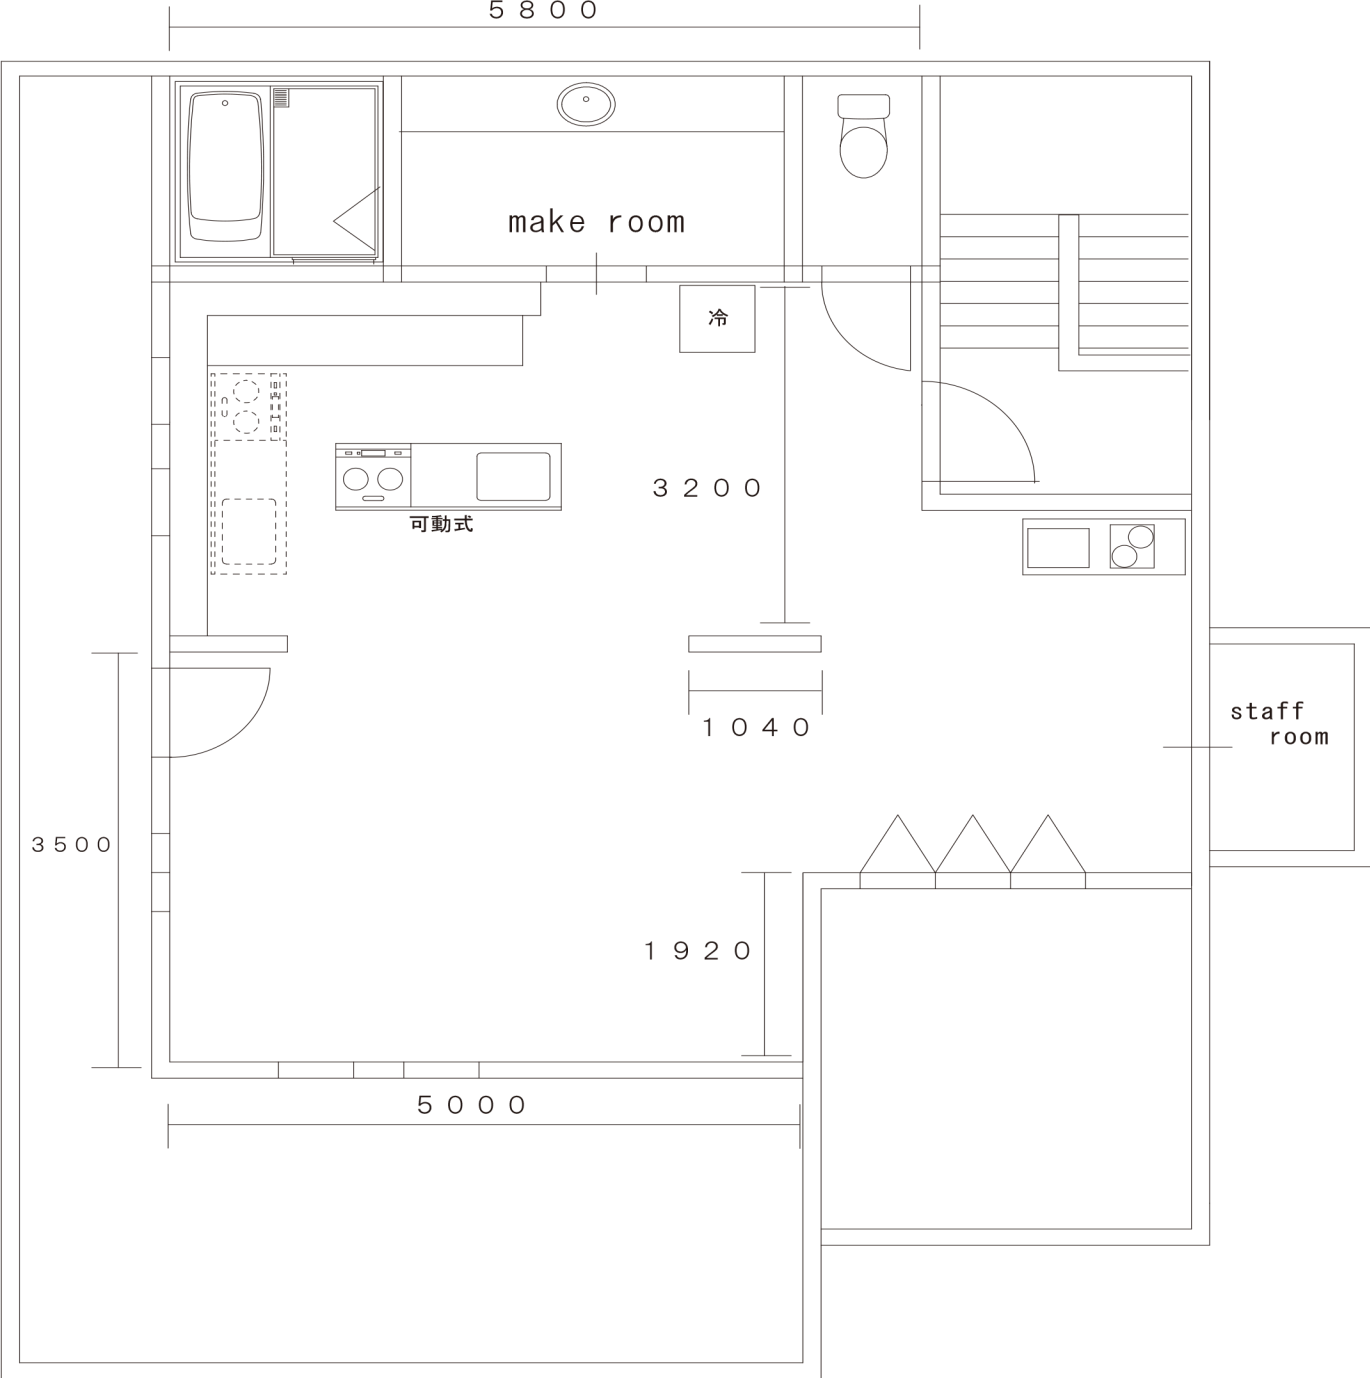 ５８００
make room
冷
３２００
可動式
staff
room
１０４０
３５００
１９２０
５０００